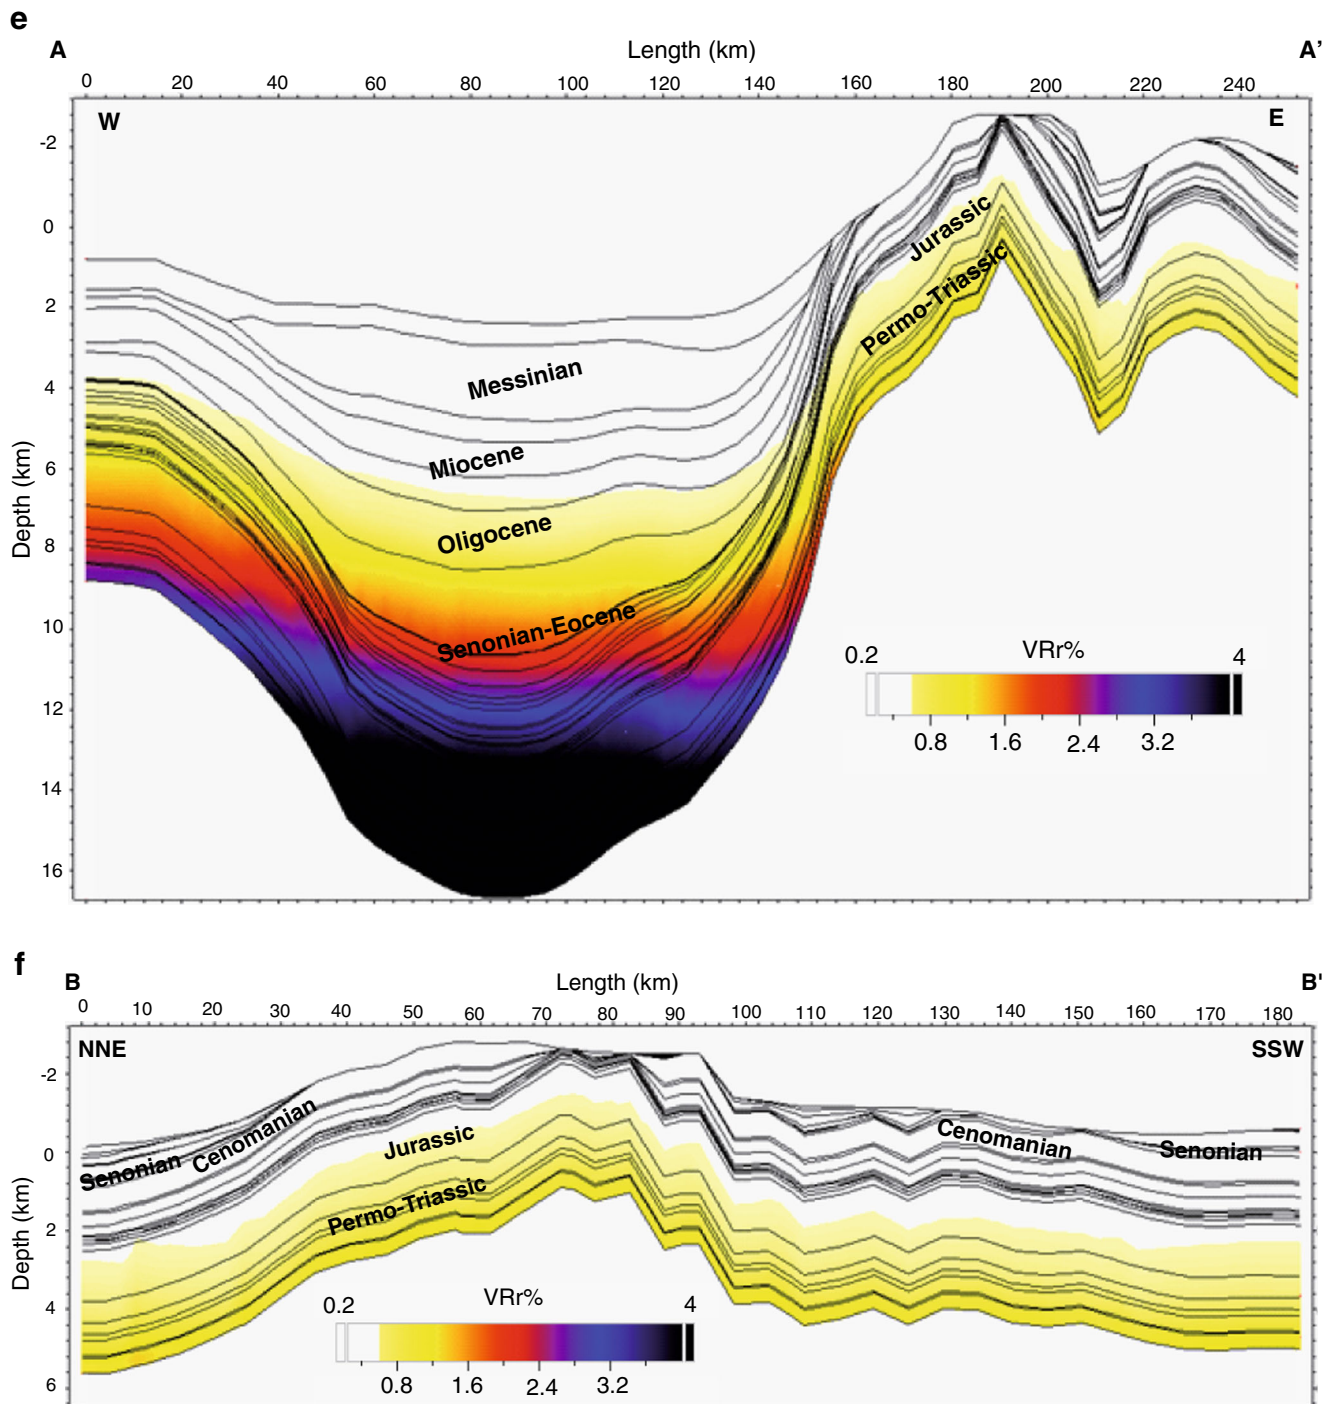 e
A Length (km) A’
0 20 40 60 80 100 120 140 160 180 200 220 240
W E
-2
0
2
4
6
8
10
12
14
16
Depth (km)
Jurassic
Permo-Triassic
Messinian
Miocene
Oligocene
Senonian-Eocene
0.2 VRr% 4
0.8 1.6 2.4 3.2
f
B Length (km) B'
0 10 20 30 40 50 60 70 80 90 100 110 120 130 140 150 160 170 180
NNE SSW
-2
0
2
4
6
Depth (km)
Senonian Cenomanian Jurassic Cenomanian Senonian
Permo-Triassic
0.2 VRr% 4
0.8 1.6 2.4 3.2